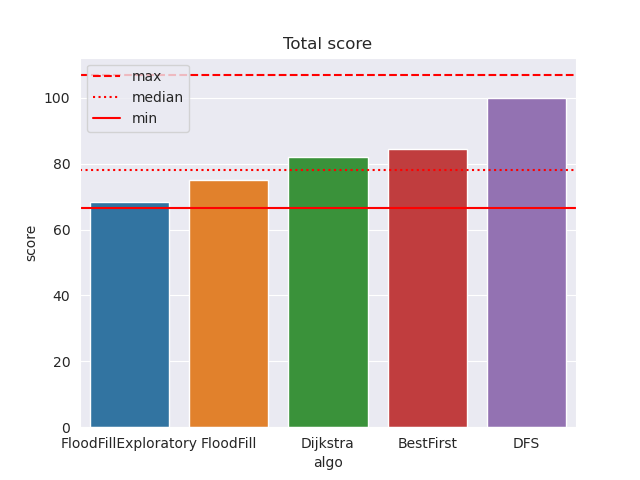 Total score
max
median
min
100
80
60
40
20
0
score
FloodFillExploratory FloodFill Dijkstra BestFirst DFS
algo